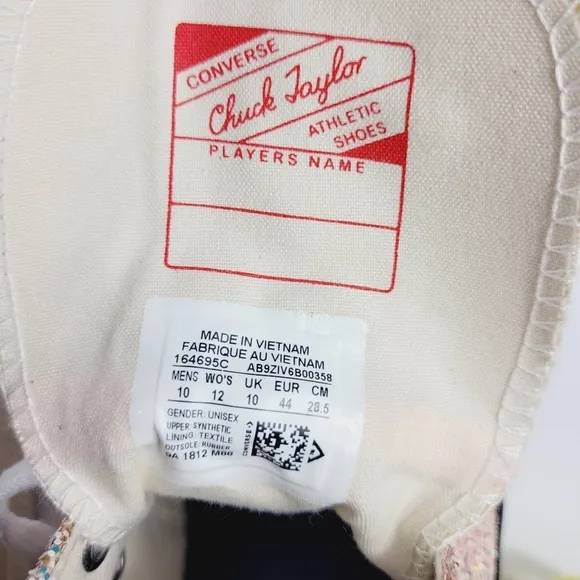 CONVERSE
Chuck Taylor
ATHLETIC
SHOES
PLAYERS NAME
MADE IN VIETNAM
FABRIQUE AU VIETNAM
164695C AB9ZIV6B00358
MENS WO'S UK EUR CM
10 12 10 44 28.5
GENDER: UNISEX
UPPER: SYNTHETIC
LINING: TEXTILE
OUTSOLE: RUBBER
1812
CONVERSE